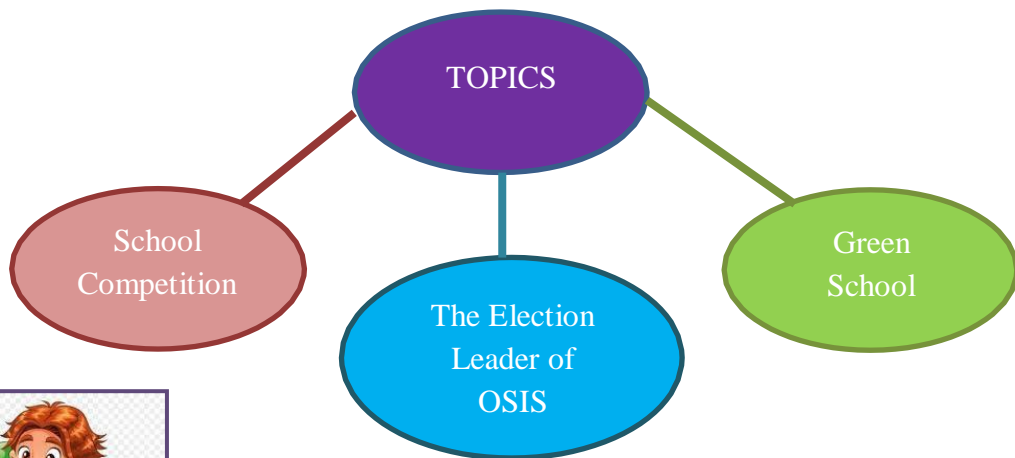 TOPICS
School
Competition
The Election
Leader of
OSIS
Green
School